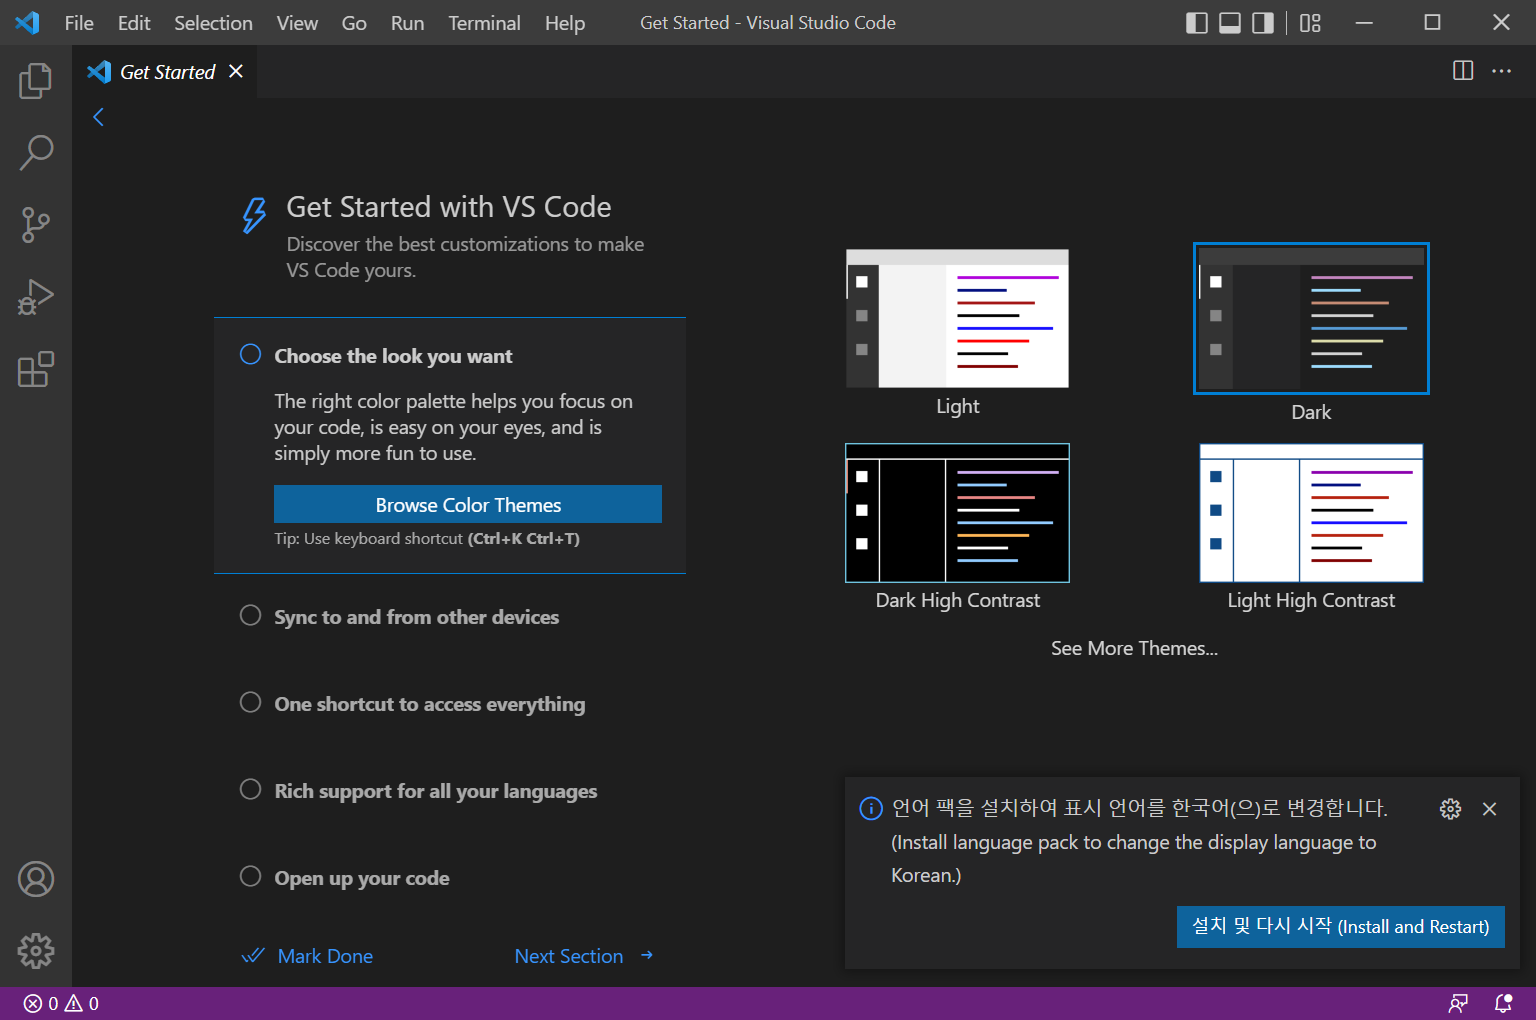 File Edit Selection View Go Run Terminal Help Get Started - Visual Studio Code
Get Started
Get Started with VS Code
Discover the best customizations to make
VS Code yours.
Choose the look you want
The right color palette helps you focus on
your code, is easy on your eyes, and is
simply more fun to use.
Browse Color Themes
Tip: Use keyboard shortcut (Ctrl+K Ctrl+T)
Sync to and from other devices
One shortcut to access everything
Rich support for all your languages
Open up your code
Mark Done Next Section
Light Dark
Dark High Contrast Light High Contrast
See More Themes...
언어 팩을 설치하여 표시 언어를 한국어(으)로 변경합니다.
(Install language pack to change the display language to
Korean.)
설치 및 다시 시작 (Install and Restart)
0 0